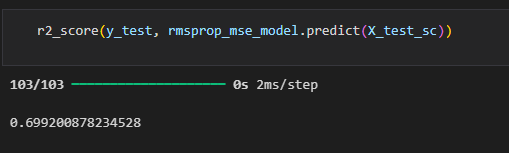 r2_score(y_test, rmsprop_mse_model.predict(X_test_sc))
103/103 ━━━━━━━━━━━━━━━━━━━━ 0s 2ms/step
0.699200878234528